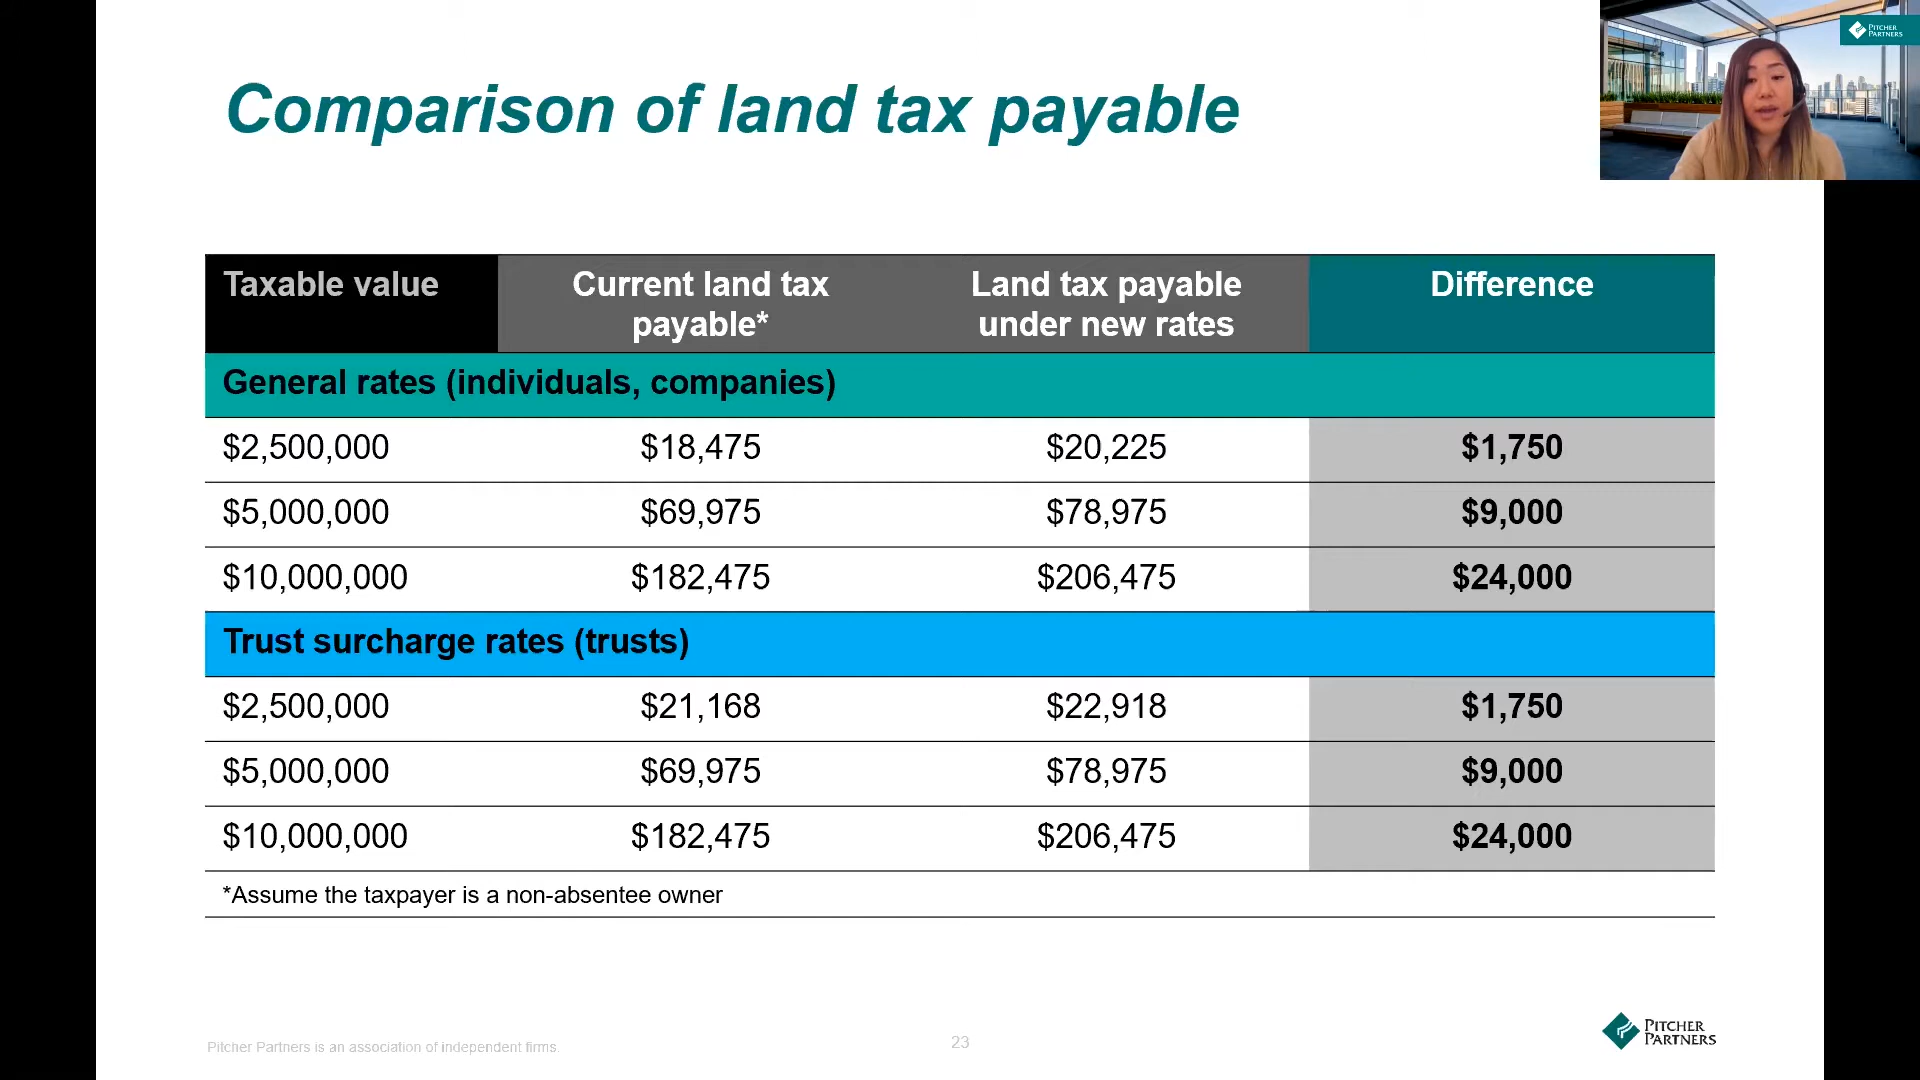 PITCHER
PARTNERS
Comparison of land tax payable
Taxable value
Current land tax
payable*
Land tax payable
under new rates
Difference
General rates (individuals, companies)
$2,500,000 $18,475 $20,225 $1,750
$5,000,000 $69,975 $78,975 $9,000
$10,000,000 $182,475 $206,475 $24,000
Trust surcharge rates (trusts)
$2,500,000 $21,168 $22,918 $1,750
$5,000,000 $69,975 $78,975 $9,000
$10,000,000 $182,475 $206,475 $24,000
*Assume the taxpayer is a non-absentee owner
Pitcher Partners is an association of independent firms.
23
PITCHER
PARTNERS